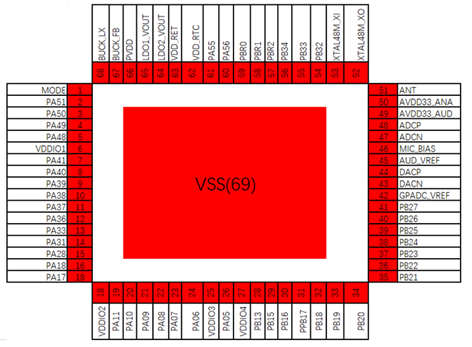 BUCK_LX
BUCK_FB
PVDD
LDO1_VOUT
LDO2_VOUT
VDD_RET
VDD_RTC
PA55
PA56
PBR0
PBR1
PBR2
PB34
PB33
PB32
XTAL48M_XI
XTAL48M_XO
68 67 66 65 64 63 62 61 60 59 58 57 56 55 54 53 52
MODE 1
PA51 2
PA50 3
PA49 4
PA48 5
VDDIO1 6
PA41 7
PA40 8
PA39 9
PA38 10
PA37 11
PA36 12
PA33 13
PA31 14
PA28 15
PA18 16
PA17 18
VSS(69)
51 ANT
50 AVDD33_ANA
49 AVDD33_AUD
48 ADCP
47 ADCN
46 MIC_BIAS
45 AUD_VREF
44 DACP
43 DACN
42 GPADC_VREF
41 PB27
40 PB26
39 PB25
38 PB24
37 PB23
36 PB22
35 PB21
18 19 20 21 22 23 24 25 26 27 28 29 30 31 32 33 34
VDDIO2
PA11
PA10
PA09
PA08
PA07
PA06
VDDIO3
PA05
VDDIO4
PB13
PB15
PB16
PPB17
PB18
PB19
PB20